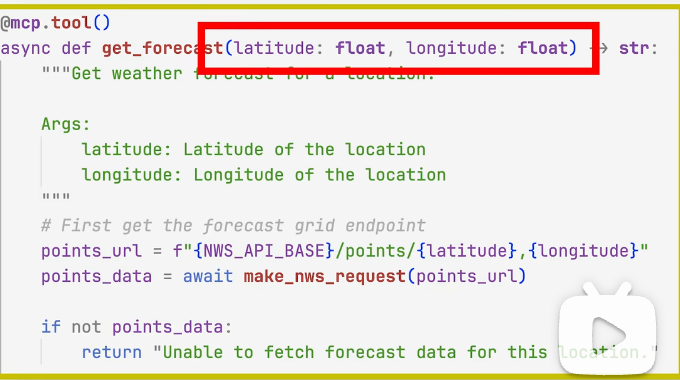 @mcp.tool()
async def get_forecast(latitude: float, longitude: float) -> str:
"""Get weather forecast for a location.
Args:
latitude: Latitude of the location
longitude: Longitude of the location
"""
# First get the forecast grid endpoint
points_url = f"{NWS_API_BASE}/points/{latitude},{longitude}"
points_data = await make_nws_request(points_url)
if not points_data:
return "Unable to fetch forecast data for this location."